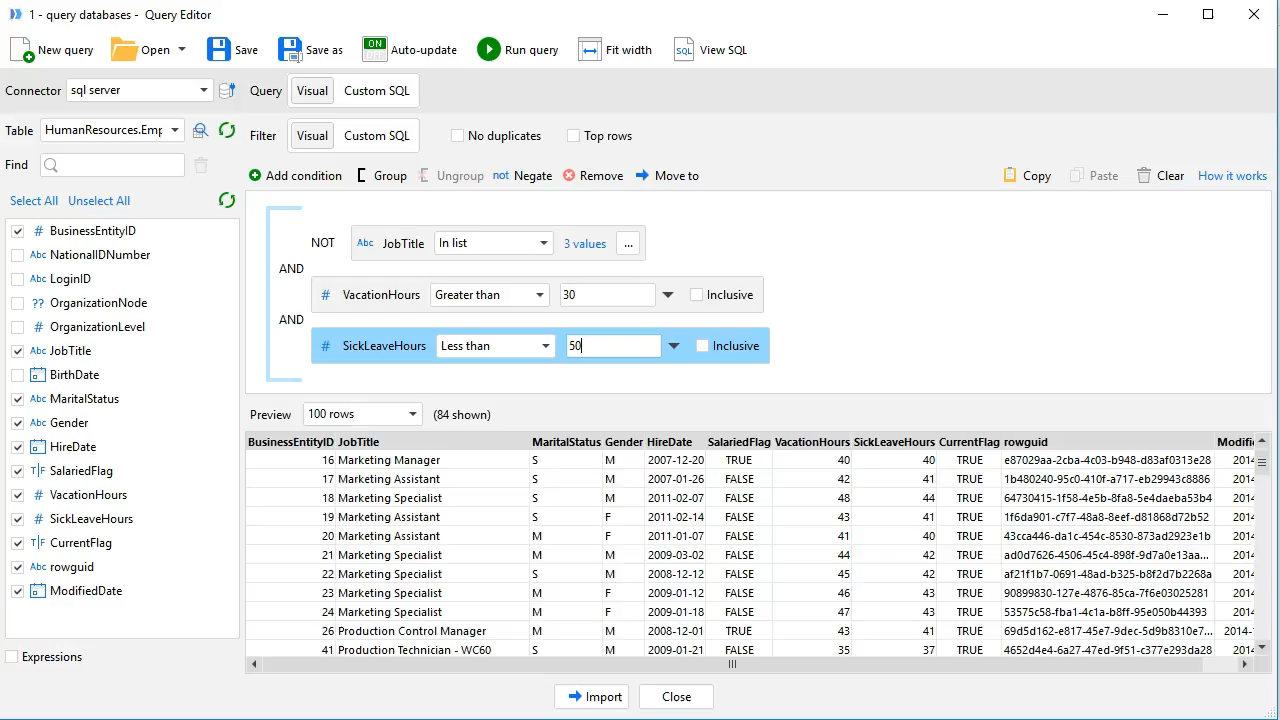 1 - query databases - Query Editor
New query Open Save Save as ON Auto-update Run query Fit width SQL View SQL
Connector sql server Query Visual Custom SQL
Table HumanResources.Emp Filter Visual Custom SQL No duplicates Top rows
Find
Add condition Group Ungroup not Negate Remove Move to Copy Paste Clear How it works
Select All Unselect All
# BusinessEntityID
Abc NationalIDNumber
Abc LoginID
?? OrganizationNode
# OrganizationLevel
Abc JobTitle
BirthDate
Abc MaritalStatus
Abc Gender
HireDate
T|F SalariedFlag
# VacationHours
# SickLeaveHours
T|F CurrentFlag
Abc rowguid
ModifiedDate
Expressions
NOT Abc JobTitle In list 3 values ...
AND
# VacationHours Greater than 30 Inclusive
AND
# SickLeaveHours Less than 50 Inclusive
Preview 100 rows (84 shown)
BusinessEntityID JobTitle MaritalStatus Gender HireDate SalariedFlag VacationHours SickLeaveHours CurrentFlag rowguid Modifie
16 Marketing Manager S M 2007-12-20 TRUE 40 40 TRUE e87029aa-2cba-4c03-b948-d83af0313e28 2014
17 Marketing Assistant S M 2007-01-26 FALSE 42 41 TRUE 1b480240-95c0-410f-a717-eb29943c8886 2014
18 Marketing Specialist S M 2011-02-07 FALSE 48 44 TRUE 64730415-1f58-4e5b-8fa8-5e4daeba53b4 2014
19 Marketing Assistant S F 2011-02-14 FALSE 43 41 TRUE 1f6da901-c7f7-48a8-8eef-d81868d72b52 2014
20 Marketing Assistant M F 2011-01-07 FALSE 41 40 TRUE 43cca446-da1c-454c-8530-873ad2923e1b 2014
21 Marketing Specialist S M 2009-03-02 FALSE 44 42 TRUE ad0d7626-4506-45c4-898f-9d7a0e13aa... 2014
22 Marketing Specialist S M 2008-12-12 FALSE 45 42 TRUE af21f1b7-0691-48ad-b325-b8f2d7b2268a 2014
23 Marketing Specialist M F 2009-01-12 FALSE 46 43 TRUE 90899830-127e-4876-85ca-7f6e03025281 2014
24 Marketing Specialist M F 2009-01-18 FALSE 47 43 TRUE 53575c58-fba1-4c1a-b8ff-95e050b44393 2014
26 Production Control Manager M M 2008-12-01 TRUE 43 41 TRUE 69d5d162-e817-45e7-9dec-5d9b8310e7... 2014-
41 Production Technician - WC60 S M 2009-01-21 FALSE 35 37 TRUE 4652d4e4-6a27-47ed-9f51-c377e293da28 2014
Import Close